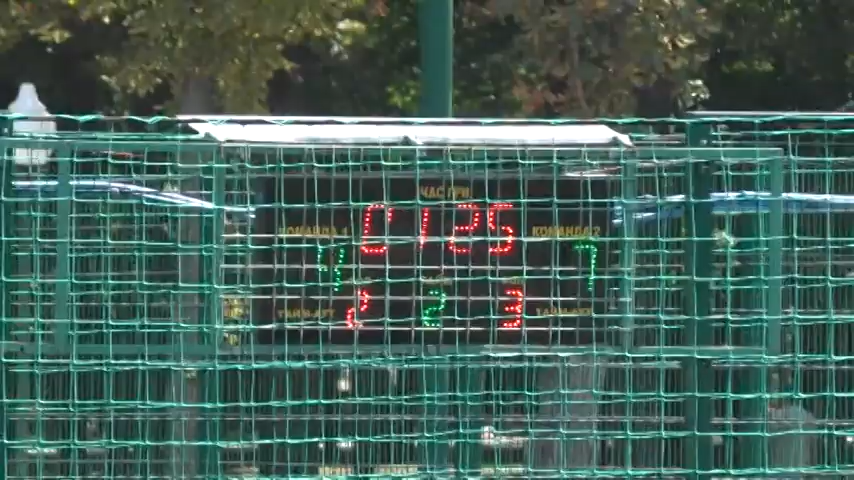 ЧАС ГРИ
КОМАНДА 1 01 25 КОМАНДА 2
4 7
2 2 3
ТАЙМ-АУТ ТАЙМ-АУТ